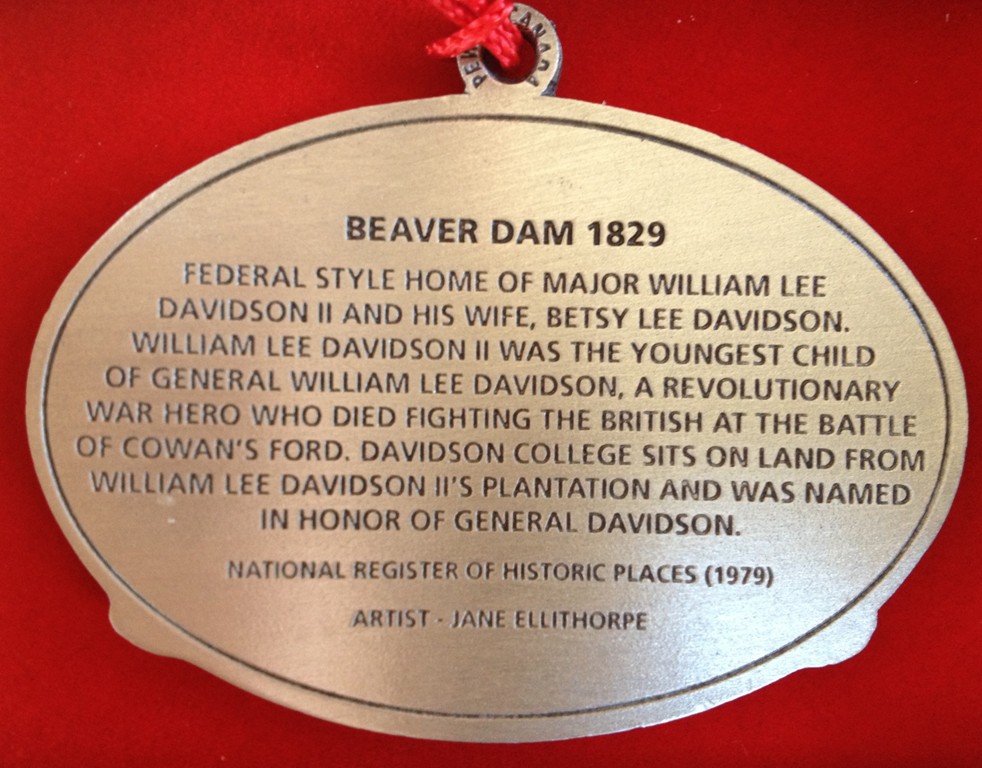 CANADA
BEAVER DAM 1829
FEDERAL STYLE HOME OF MAJOR WILLIAM LEE
DAVIDSON II AND HIS WIFE, BETSY LEE DAVIDSON.
WILLIAM LEE DAVIDSON II WAS THE YOUNGEST CHILD
OF GENERAL WILLIAM LEE DAVIDSON, A REVOLUTIONARY
WAR HERO WHO DIED FIGHTING THE BRITISH AT THE BATTLE
OF COWAN'S FORD. DAVIDSON COLLEGE SITS ON LAND FROM
WILLIAM LEE DAVIDSON II'S PLANTATION AND WAS NAMED
IN HONOR OF GENERAL DAVIDSON.
NATIONAL REGISTER OF HISTORIC PLACES (1979)
ARTIST - JANE ELLITHORPE